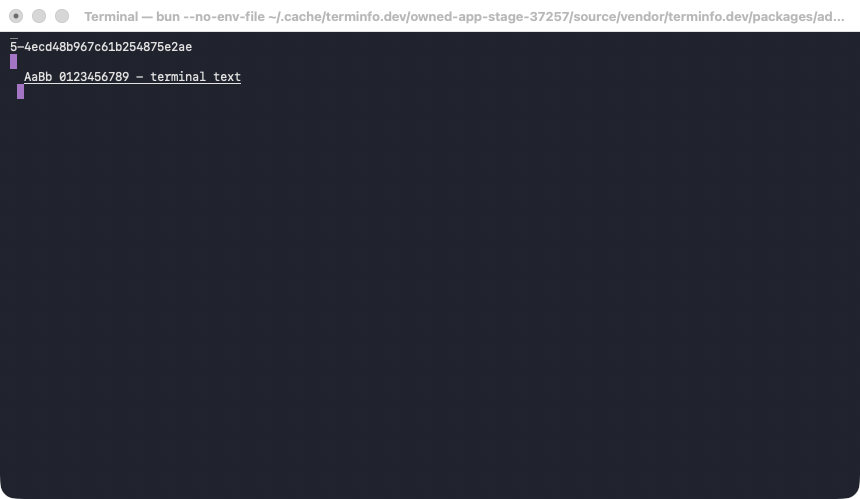 Terminal — bun --no-env-file ~/.cache/terminfo.dev/owned-app-stage-37257/source/vendor/terminfo.dev/packages/ad...
5-4ecd48b967c61b254875e2ae
AaBb 0123456789 — terminal text